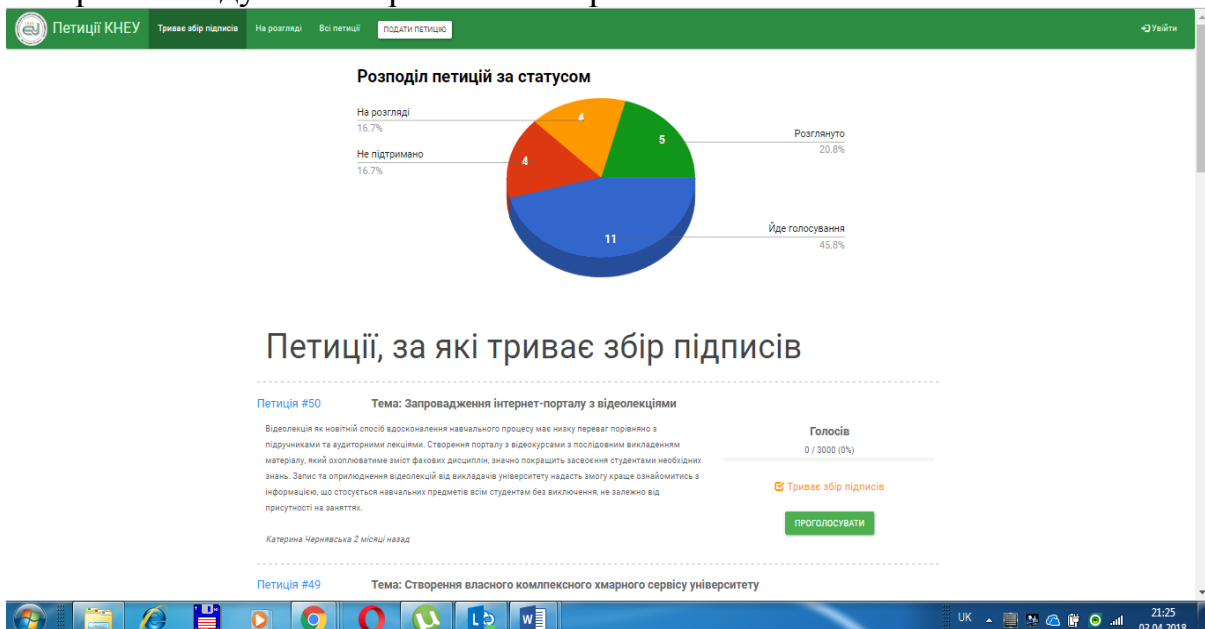 Петиції КНЕУ Триває збір підписів На розгляді Всі петиції ПОДАТИ ПЕТИЦІЮ Увійти
Розподіл петицій за статусом
На розгляді
16.7%
Не підтримано
16.7%
4
5
4
11
Розглянуто
20.8%
Йде голосування
45.8%
Петиції, за які триває збір підписів
Петиція #50 Тема: Запровадження інтернет-порталу з відеолекціями
Відеолекція як новітній спосіб вдосконалення навчального процесу має низку переваг порівняно з
підручниками та аудиторними лекціями. Створення порталу з відеокурсами з послідовним викладенням
матеріалу, який охоплюватиме зміст фахових дисциплін, значно покращить засвоєння студентами необхідних
знань. Запис та оприлюднення відеолекцій від викладачів університету надасть змогу краще ознайомитись з
інформацією, що стосується навчальних предметів всім студентам без виключення, не залежно від
присутності на заняттях.
Катерина Чернявська 2 місяці назад
Голосів
0 / 3000 (0%)
Триває збір підписів
ПРОГОЛОСУВАТИ
Петиція #49 Тема: Створення власного комлпексного хмарного сервісу університету
UK 21:25
03.04.2018